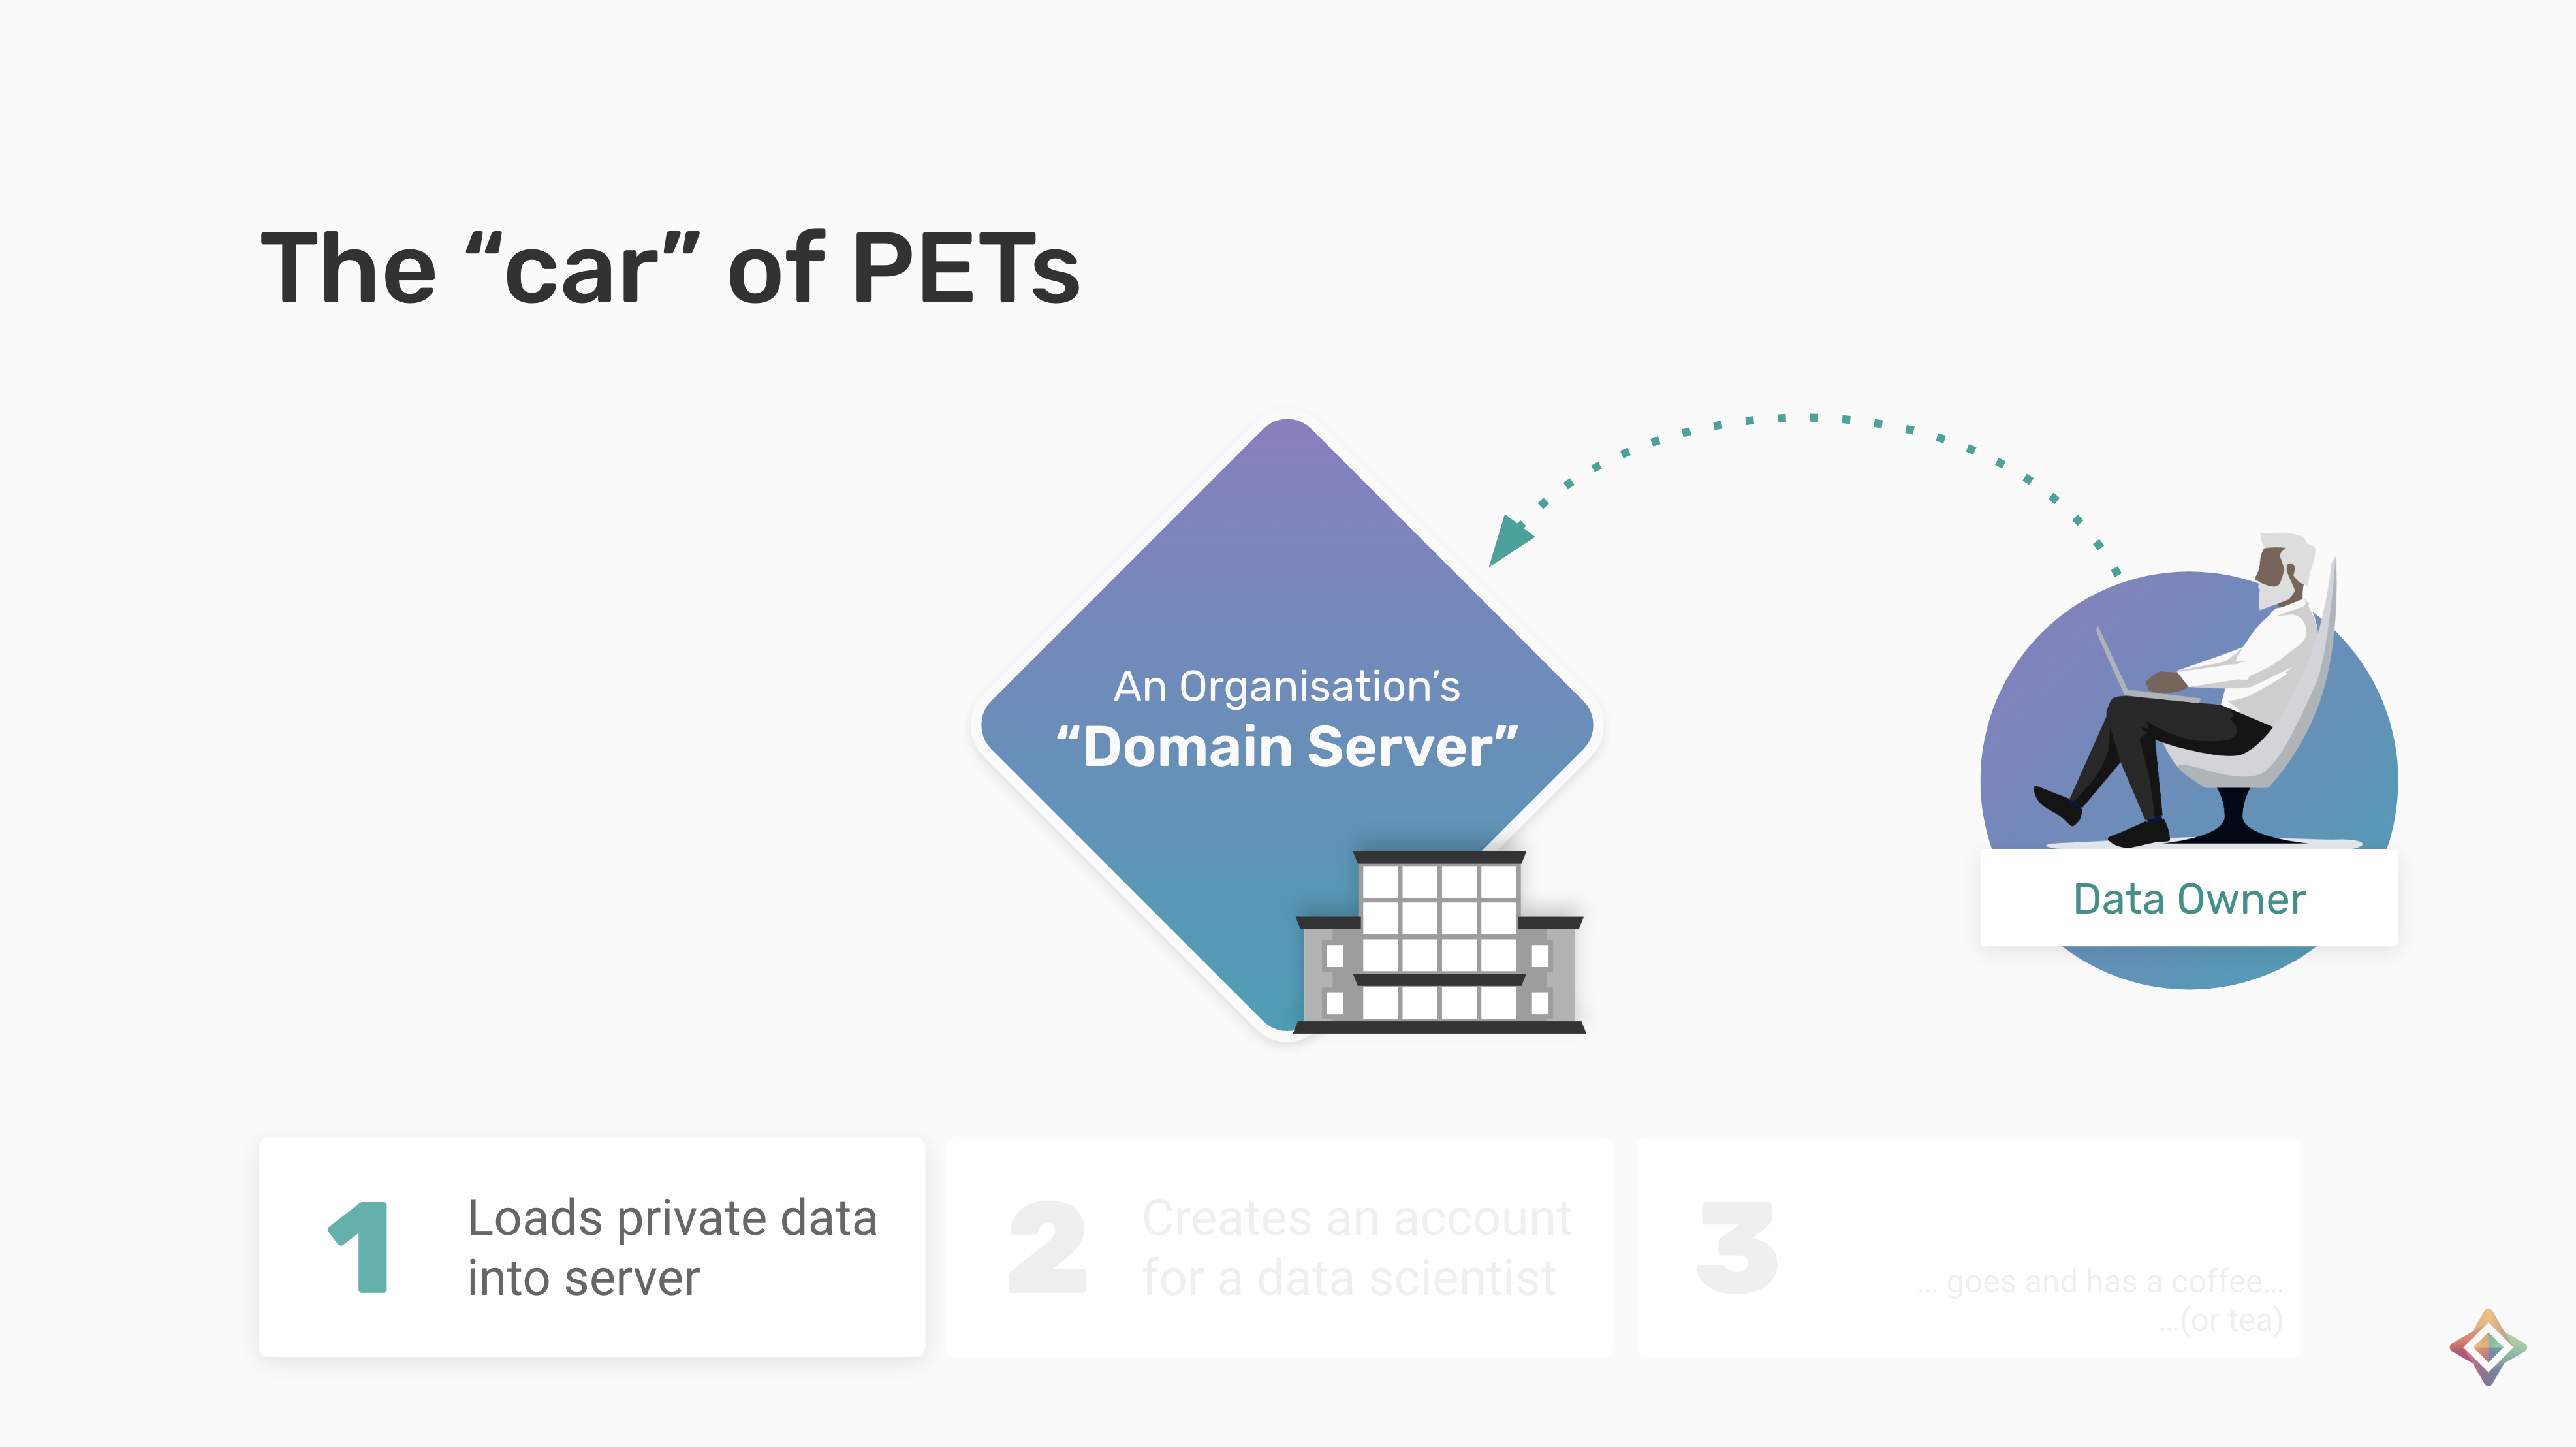 The “car” of PETs
An Organisation’s
“Domain Server”
Data Owner
1
Loads private data
into server
2
Creates an account
for a data scientist
3
... goes and has a coffee...
...(or tea)